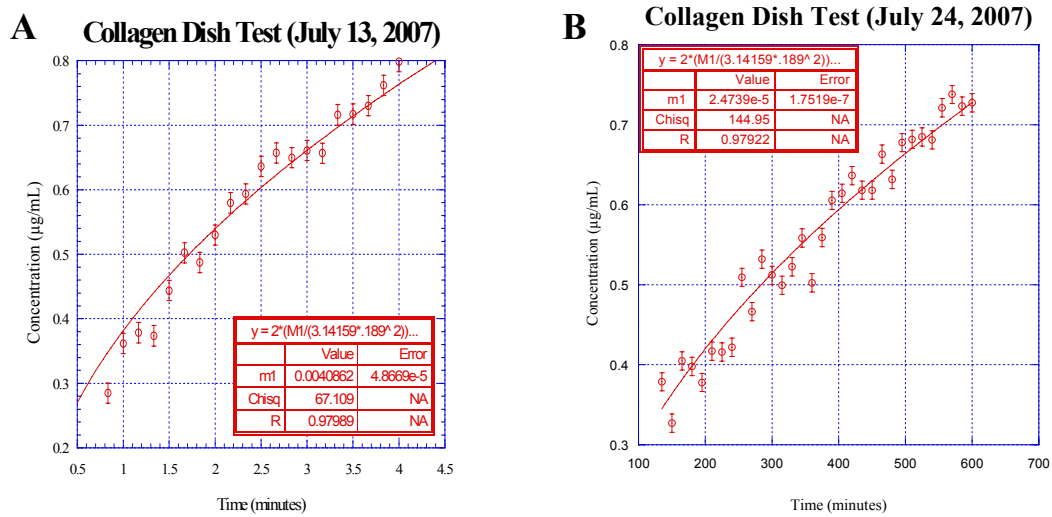 A
Collagen Dish Test (July 13, 2007)
Concentration (µg/mL)
0.8
0.7
0.6
0.5
0.4
0.3
0.2
y = 2*(M1/(3.14159*.189^ 2))...
Value Error
m1 0.0040862 4.8669e-5
Chisq 67.109 NA
R 0.97989 NA
0.5 1 1.5 2 2.5 3 3.5 4 4.5
Time (minutes)
B
Collagen Dish Test (July 24, 2007)
Concentration (µg/mL)
0.8
0.7
0.6
0.5
0.4
0.3
y = 2*(M1/(3.14159*.189^ 2))...
Value Error
m1 2.4739e-5 1.7519e-7
Chisq 144.95 NA
R 0.97922 NA
100 200 300 400 500 600 700
Time (minutes)